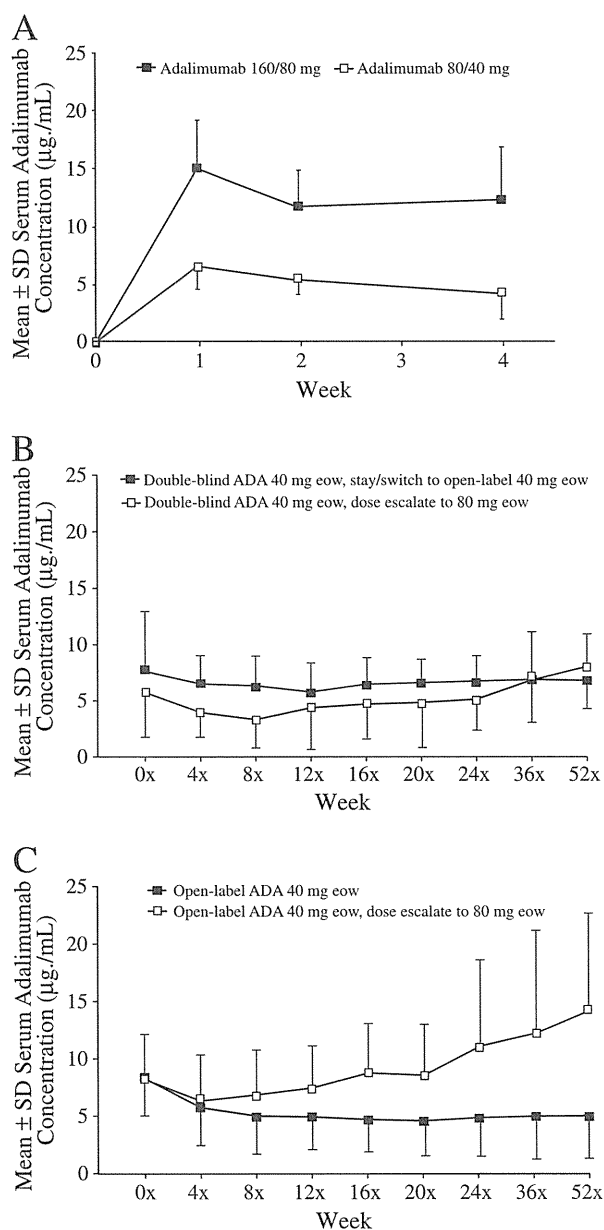 A
Mean ± SD Serum Adalimumab
Concentration (µg./mL)
25
20
15
10
5
0
Adalimumab 160/80 mg
Adalimumab 80/40 mg
0
1
2
3
4
Week
B
Mean ± SD Serum Adalimumab
Concentration (µg./mL)
25
20
15
10
5
0
Double-blind ADA 40 mg eow, stay/switch to open-label 40 mg eow
Double-blind ADA 40 mg eow, dose escalate to 80 mg eow
0x
4x
8x
12x
16x
20x
24x
36x
52x
Week
C
Mean ± SD Serum Adalimumab
Concentration (µg./mL)
25
20
15
10
5
0
Open-label ADA 40 mg eow
Open-label ADA 40 mg eow, dose escalate to 80 mg eow
0x
4x
8x
12x
16x
20x
24x
36x
52x
Week